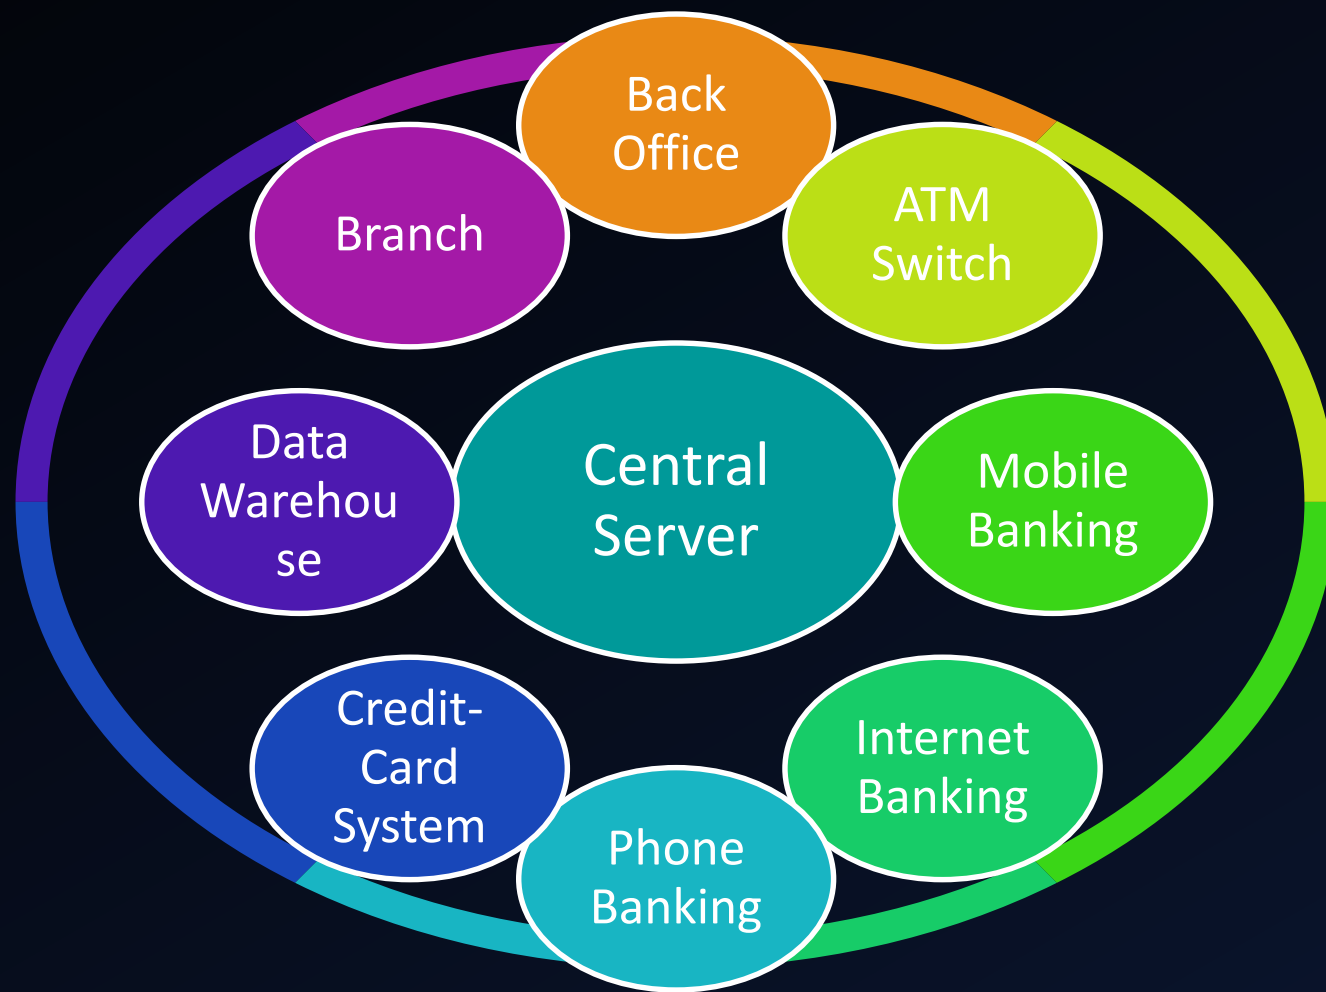 Back
Office
ATM
Switch
Mobile
Banking
Internet
Banking
Phone
Banking
Credit-
Card
System
Data
Warehou
se
Branch
Central
Server